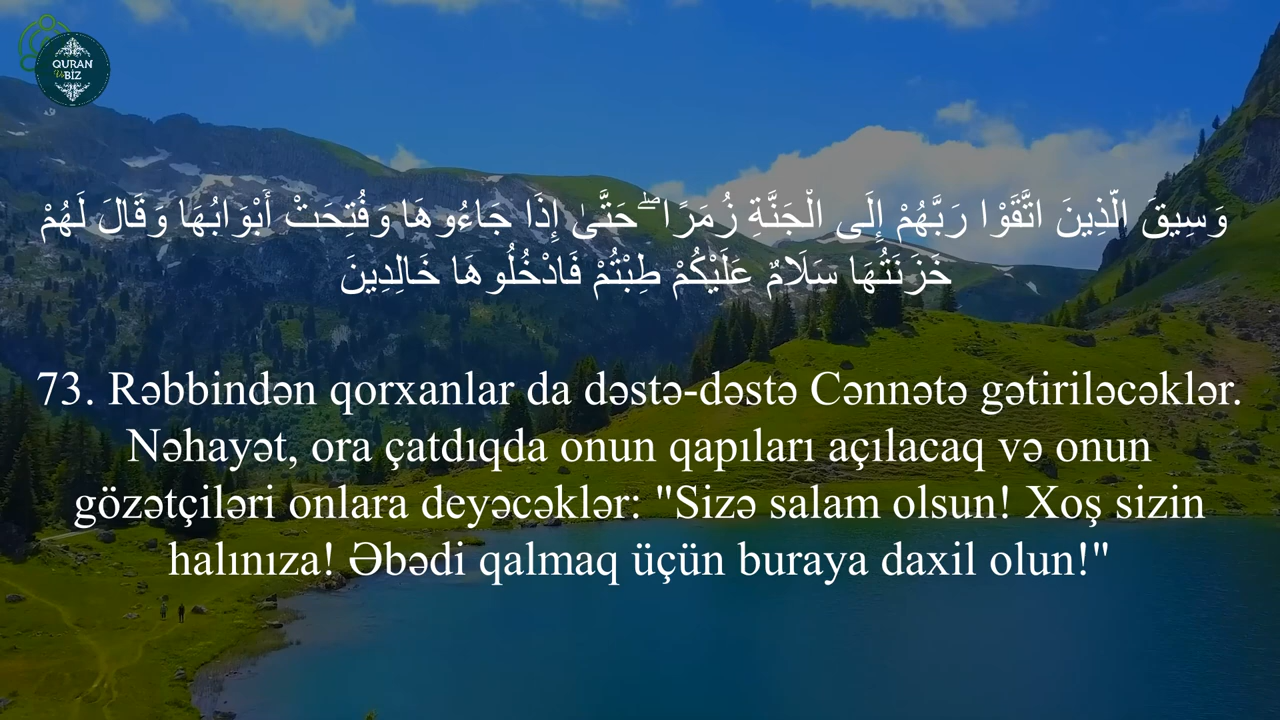 QURAN
Və
BİZ
وَسِيقَ الَّذِينَ اتَّقَوْا رَبَّهُمْ إِلَى الْجَنَّةِ زُمَرًا ۖ حَتَّىٰ إِذَا جَاءُوهَا وَفُتِحَتْ أَبْوَابُهَا وَقَالَ لَهُمْ
خَزَنَتُهَا سَلَامٌ عَلَيْكُمْ طِبْتُمْ فَادْخُلُوهَا خَالِدِينَ
73. Rəbbindən qorxanlar da dəstə-dəstə Cənnətə gətiriləcəklər.
Nəhayət, ora çatdıqda onun qapıları açılacaq və onun
gözətçiləri onlara deyəcəklər: "Sizə salam olsun! Xoş sizin
halınıza! Əbədi qalmaq üçün buraya daxil olun!"